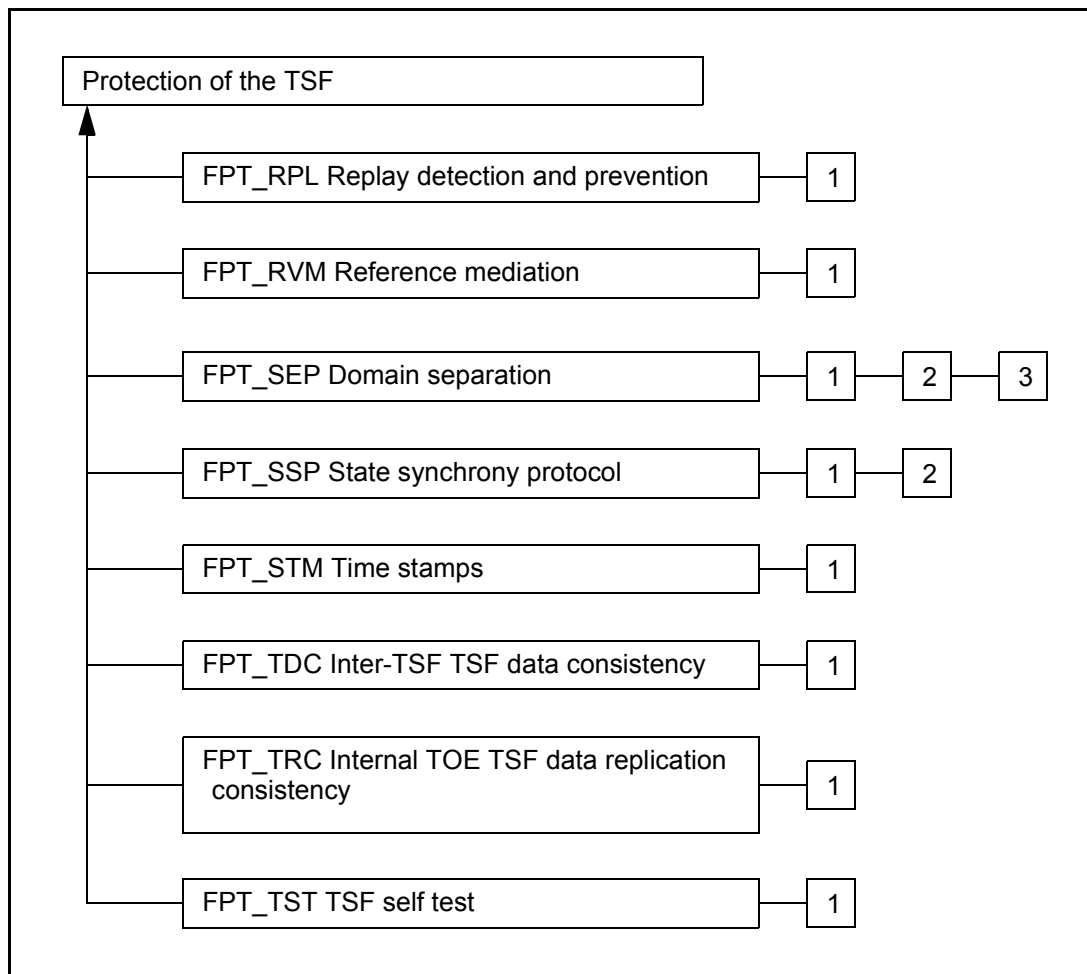 Protection of the TSF
FPT_RPL Replay detection and prevention 1
FPT_RVM Reference mediation 1
FPT_SEP Domain separation 1 2 3
FPT_SSP State synchrony protocol 1 2
FPT_STM Time stamps 1
FPT_TDC Inter-TSF TSF data consistency 1
FPT_TRC Internal TOE TSF data replication
consistency 1
FPT_TST TSF self test 1